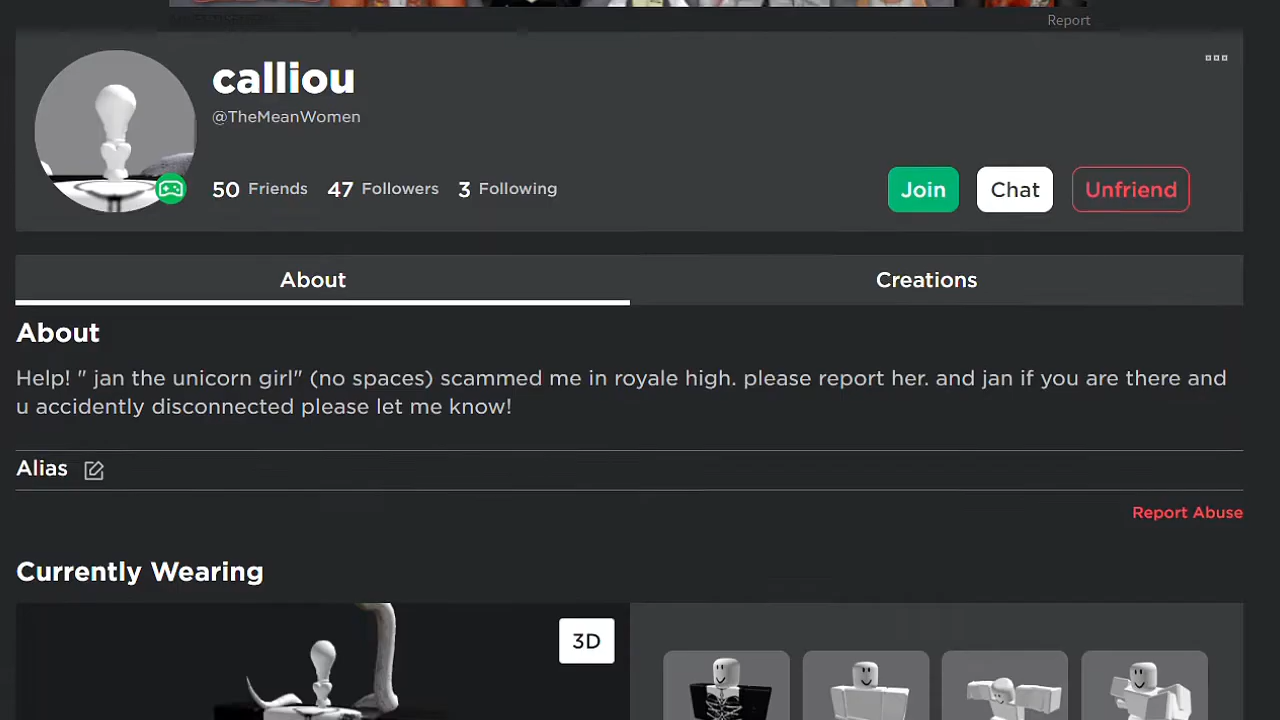 Report
calliou
@TheMeanWomen
50 Friends 47 Followers 3 Following
Join Chat Unfriend
About Creations
About
Help! " jan the unicorn girl" (no spaces) scammed me in royale high. please report her. and jan if you are there and
u accidently disconnected please let me know!
Alias
Report Abuse
Currently Wearing
3D